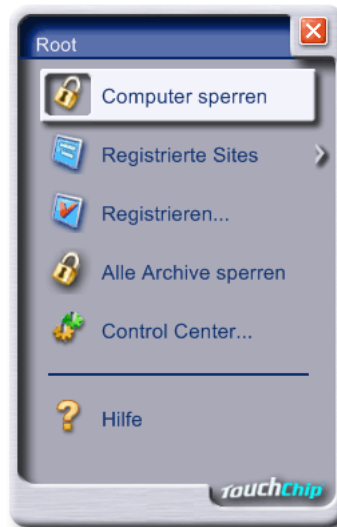 Root
Computer sperren
Registrierte Sites
Registrieren...
Alle Archive sperren
Control Center...
Hilfe
TouchChip